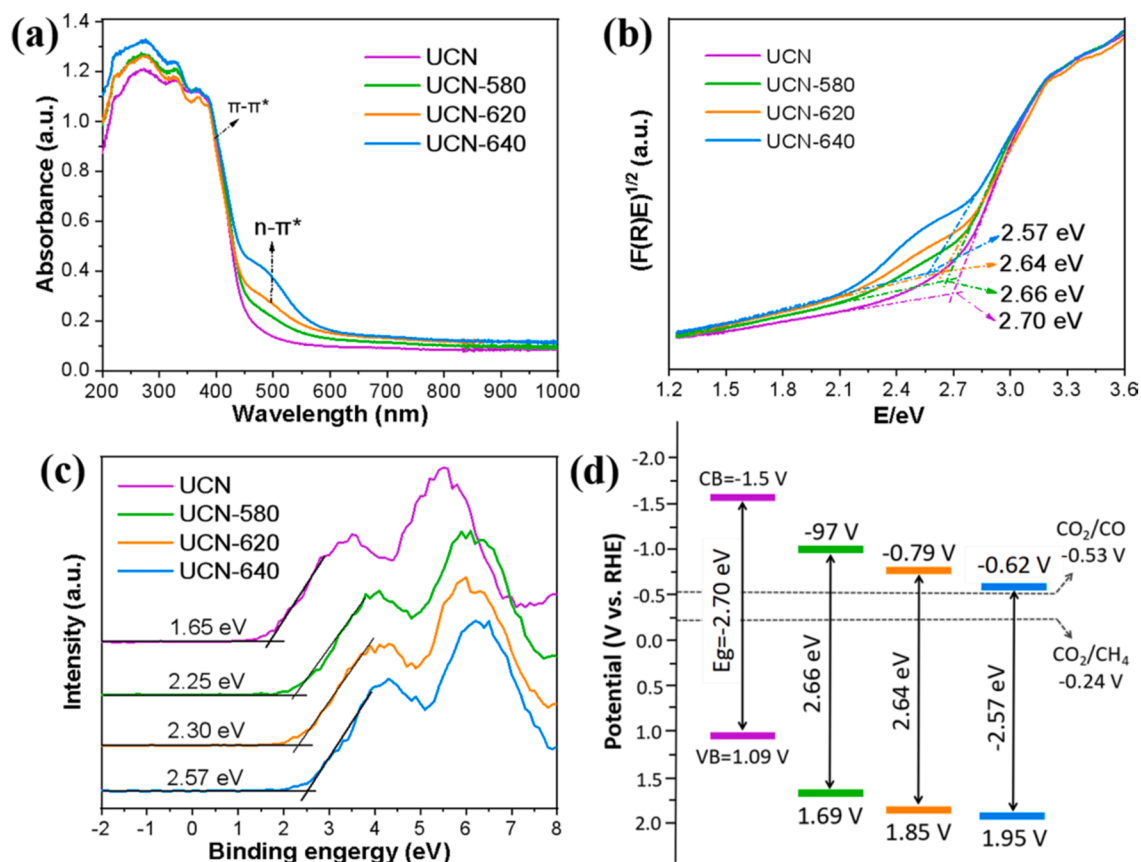 (a)
UCN
UCN-580
UCN-620
UCN-640
π-π*
n-π*
Absorbance (a.u.)
1.4
1.2
1.0
0.8
0.6
0.4
0.2
0.0
200 300 400 500 600 700 800 900 1000
Wavelength (nm)
(b)
UCN
UCN-580
UCN-620
UCN-640
(F(R)E)1/2 (a.u.)
2.57 eV
2.64 eV
2.66 eV
2.70 eV
1.2 1.5 1.8 2.1 2.4 2.7 3.0 3.3 3.6
E/eV
(c)
UCN
UCN-580
UCN-620
UCN-640
Intensity (a.u.)
1.65 eV
2.25 eV
2.30 eV
2.57 eV
-2 -1 0 1 2 3 4 5 6 7 8
Binding engergy (eV)
(d)
Potential (V vs. RHE)
-2.0
-1.5
-1.0
-0.5
0.0
0.5
1.0
1.5
2.0
CB=-1.5 V
Eg=-2.70 eV
VB=1.09 V
-97 V
2.66 eV
1.69 V
-0.79 V
2.64 eV
1.85 V
-0.62 V
-2.57 eV
1.95 V
CO2/CO
-0.53 V
CO2/CH4
-0.24 V